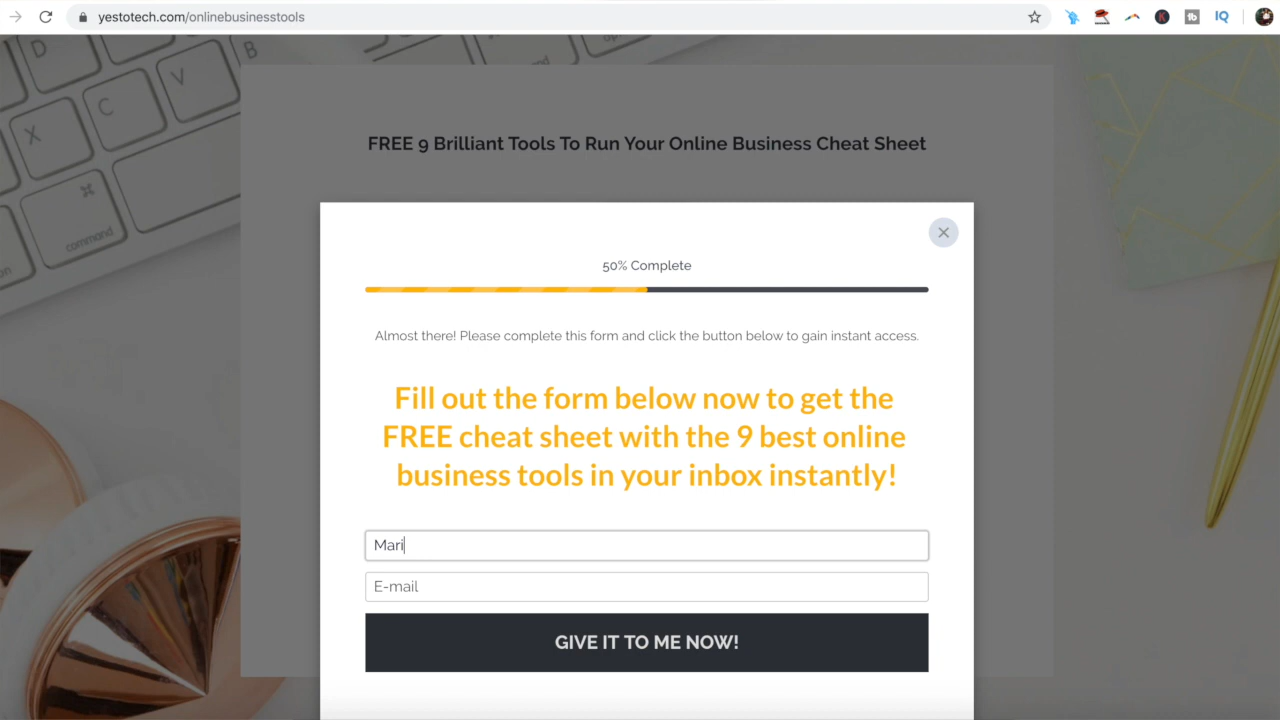 yestotech.com/onlinebusinesstools
tb
IQ
D
B
V
C
X
command
FREE 9 Brilliant Tools To Run Your Online Business Cheat Sheet
50% Complete
Almost there! Please complete this form and click the button below to gain instant access.
Fill out the form below now to get the
FREE cheat sheet with the 9 best online
business tools in your inbox instantly!
Mari
E-mail
GIVE IT TO ME NOW!